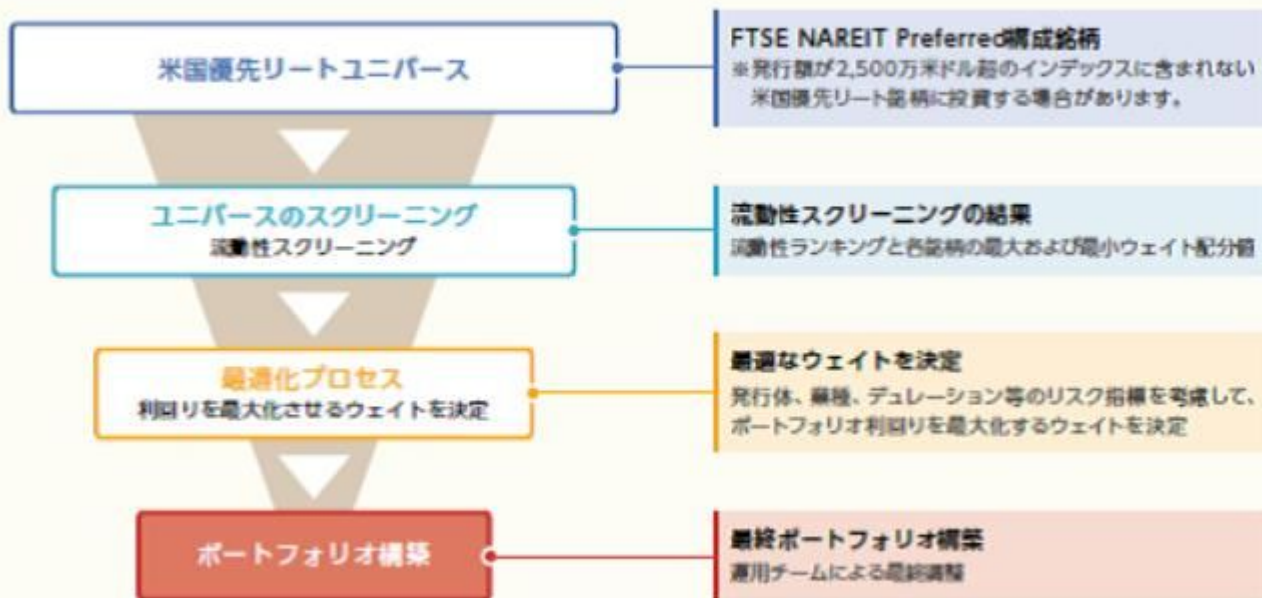 米国優先リートユニバース
FTSE NAREIT Preferred構成銘柄
※発行額が2,500万米ドル超のインデックスに含まれない
米国優先リート銘柄に投資する場合があります。
ユニバースのスクリーニング
流動性スクリーニング
流動性スクリーニングの結果
流動性ランキングと各銘柄の最大および最小ウェイト配分値
最適化プロセス
利回りを最大化させるウェイトを決定
最適なウェイトを決定
発行体、業種、デュレーション等のリスク指標を考慮して、
ポートフォリオ利回りを最大化するウェイトを決定
ポートフォリオ構築
最終ポートフォリオ構築
運用チームによる最終調整